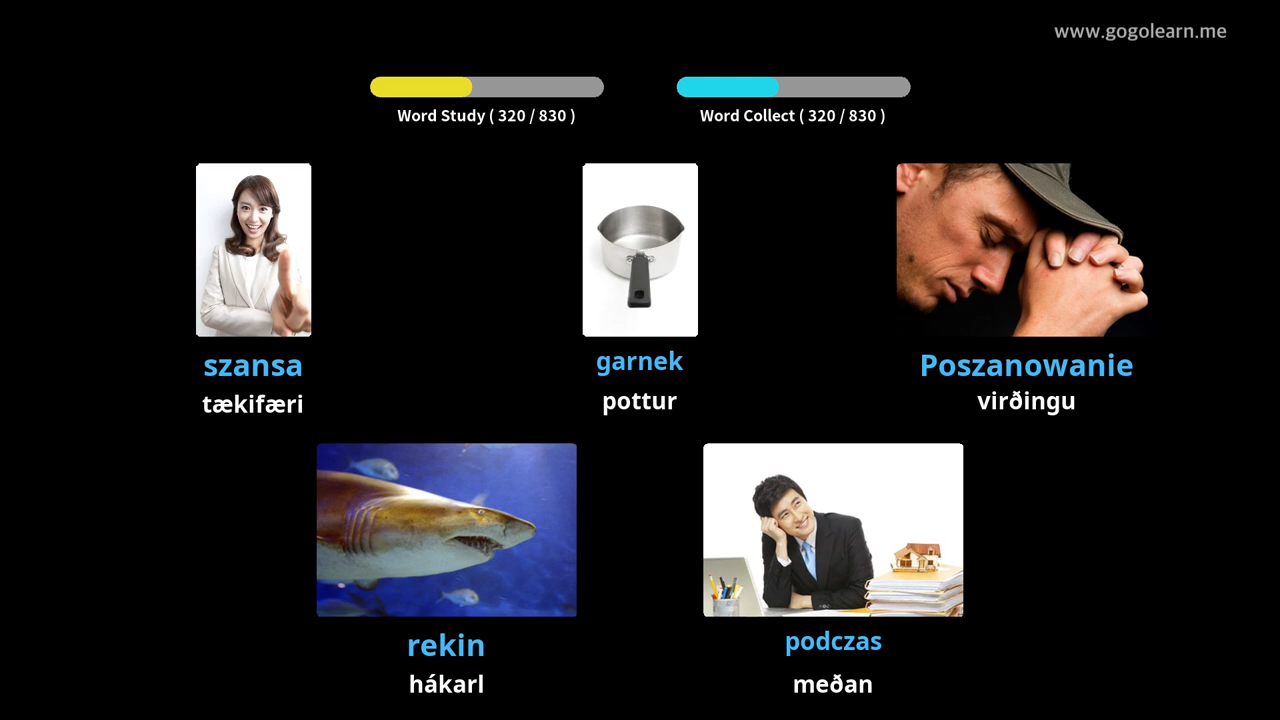 www.gogolearn.me
Word Study ( 320 / 830 )
Word Collect ( 320 / 830 )
szansa
tækifæri
garnek
pottur
Poszanowanie
virðingu
rekin
hákarl
podczas
meðan